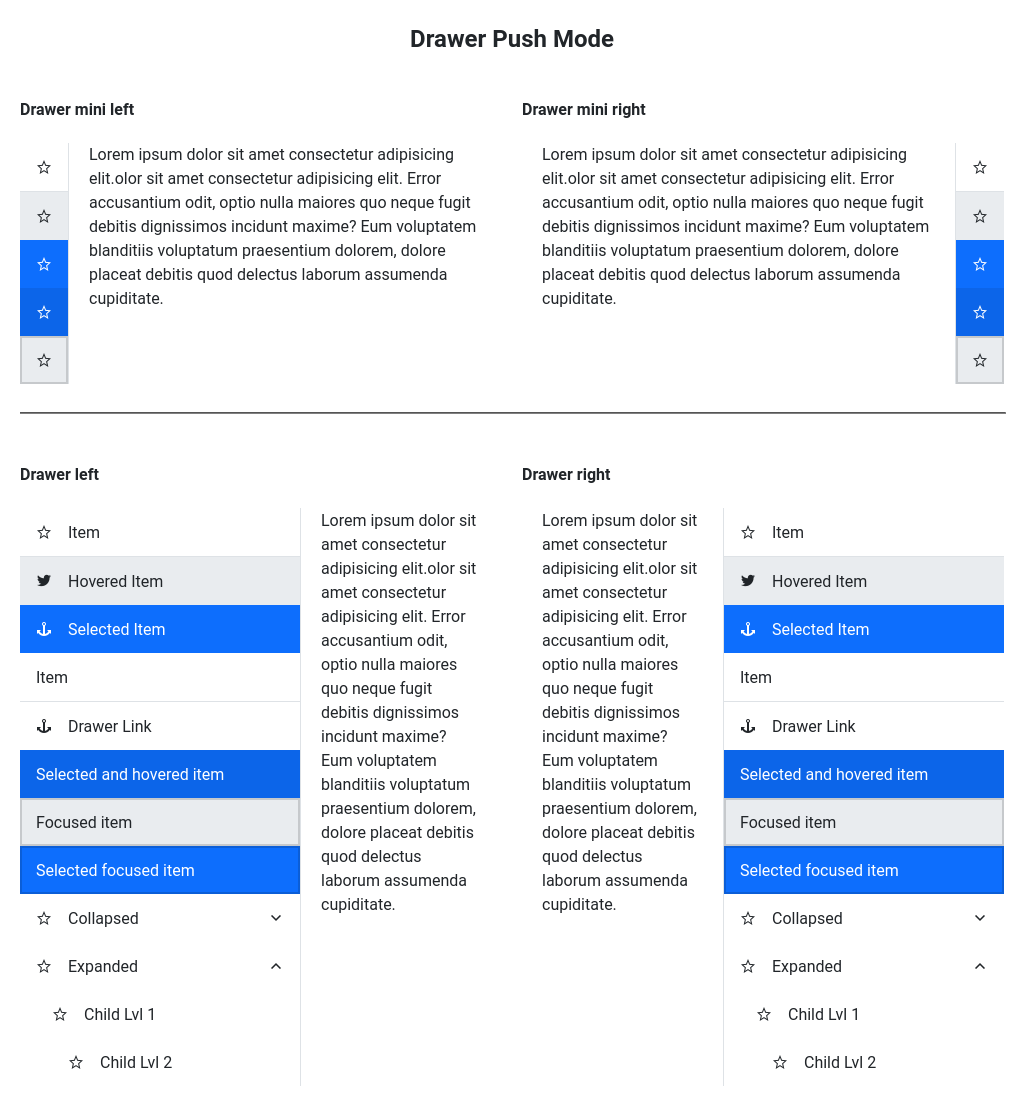 Drawer Push Mode
Drawer mini left
Lorem ipsum dolor sit amet consectetur adipisicing
elit.olor sit amet consectetur adipisicing elit. Error
accusantium odit, optio nulla maiores quo neque fugit
debitis dignissimos incidunt maxime? Eum voluptatem
blanditiis voluptatum praesentium dolorem, dolore
placeat debitis quod delectus laborum assumenda
cupiditate.
Drawer mini right
Lorem ipsum dolor sit amet consectetur adipisicing
elit.olor sit amet consectetur adipisicing elit. Error
accusantium odit, optio nulla maiores quo neque fugit
debitis dignissimos incidunt maxime? Eum voluptatem
blanditiis voluptatum praesentium dolorem, dolore
placeat debitis quod delectus laborum assumenda
cupiditate.
Drawer left
Item
Hovered Item
Selected Item
Item
Drawer Link
Selected and hovered item
Focused item
Selected focused item
Collapsed
Expanded
Child Lvl 1
Child Lvl 2
Lorem ipsum dolor sit
amet consectetur
adipisicing elit.olor sit
amet consectetur
adipisicing elit. Error
accusantium odit,
optio nulla maiores
quo neque fugit
debitis dignissimos
incidunt maxime?
Eum voluptatem
blanditiis voluptatum
praesentium dolorem,
dolore placeat debitis
quod delectus
laborum assumenda
cupiditate.
Drawer right
Lorem ipsum dolor sit
amet consectetur
adipisicing elit.olor sit
amet consectetur
adipisicing elit. Error
accusantium odit,
optio nulla maiores
quo neque fugit
debitis dignissimos
incidunt maxime?
Eum voluptatem
blanditiis voluptatum
praesentium dolorem,
dolore placeat debitis
quod delectus
laborum assumenda
cupiditate.
Item
Hovered Item
Selected Item
Item
Drawer Link
Selected and hovered item
Focused item
Selected focused item
Collapsed
Expanded
Child Lvl 1
Child Lvl 2